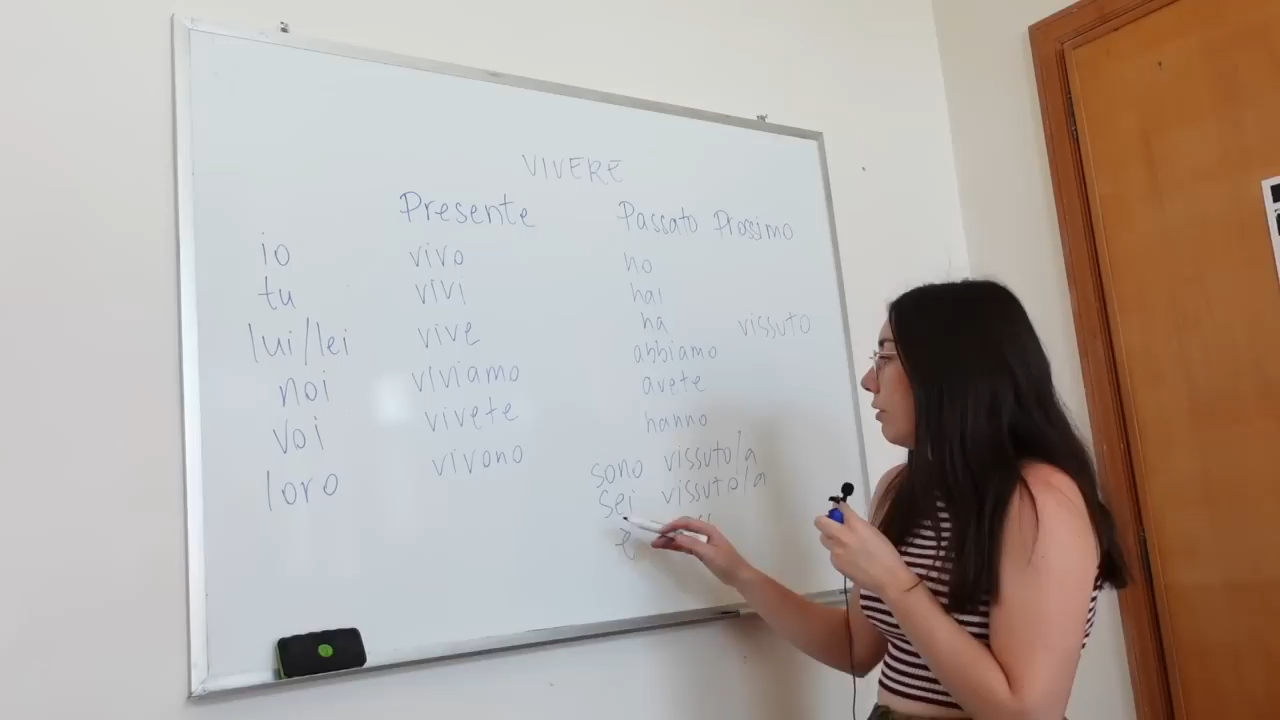 VIVERE
Presente Passato Prossimo
io vivo ho
tu vivi hai
lui/lei vive ha vissuto
noi viviamo abbiamo
voi vivete avete
loro vivono hanno
sono vissuto/a
sei vissuto/a
è